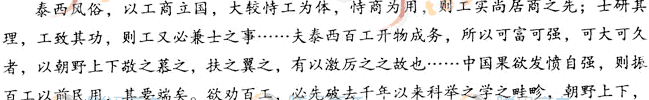 泰西风俗，以工商立国，大较恃工为体，恃商为用，则工实尚居商之先；士研其
理，工致其功，则工又必兼士之事……夫泰西百工开物成务，所以可富可强，可大可久
者，以朝野上下敬之慕之，扶之翼之，有以激厉之之故也……中国果欲发愤自强，则振
百工以前民用，其要端矣。欲劝百工，必先破去千年以来科举之学之畦畛，朝野上下，